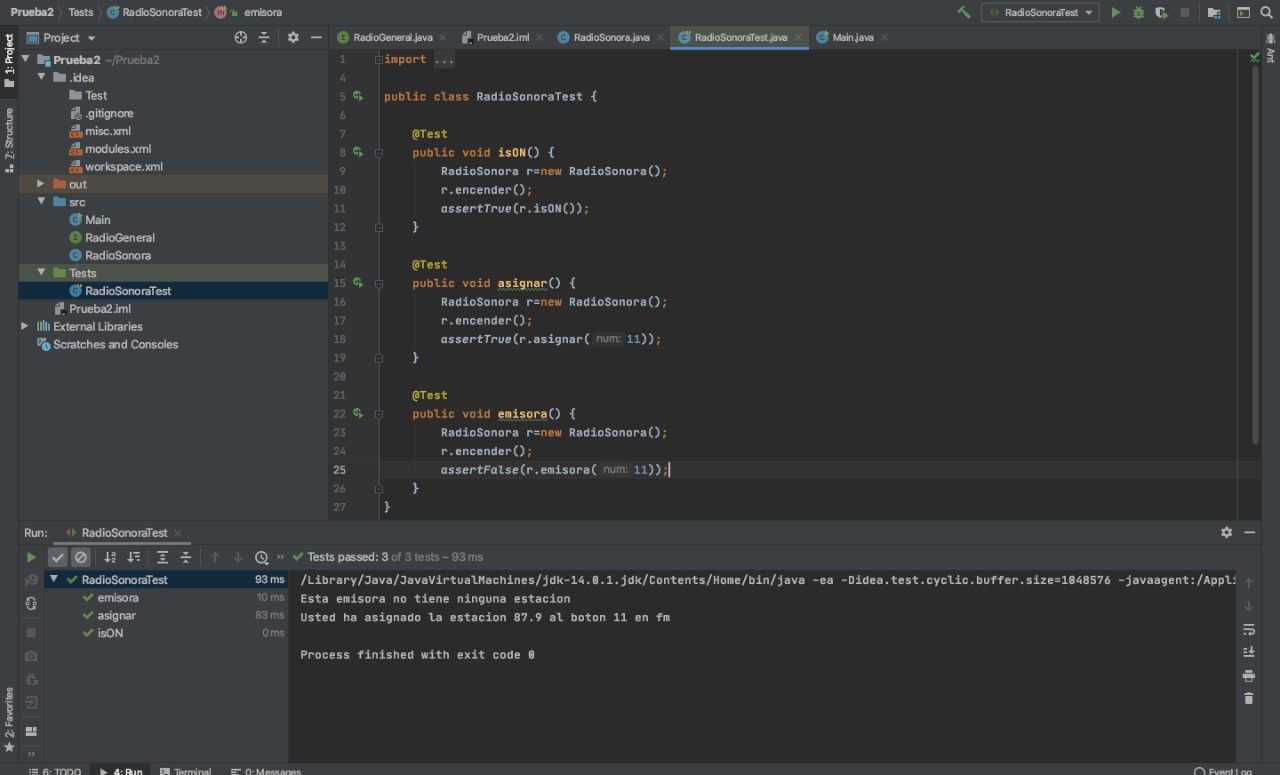 Prueba2 Tests RadioSonoraTest emisora RadioSonoraTest
Project
RadioGeneral.java Prueba2.iml RadioSonora.java RadioSonoraTest.java Main.java
1: Project
Z: Structure
2: Favorites
Ant
Prueba2 ~/Prueba2
.idea
Test
.gitignore
misc.xml
modules.xml
workspace.xml
out
src
Main
RadioGeneral
RadioSonora
Tests
RadioSonoraTest
Prueba2.iml
External Libraries
Scratches and Consoles
1 import ...
4
5 public class RadioSonoraTest {
6
7 @Test
8 public void isON() {
9 RadioSonora r=new RadioSonora();
10 r.encender();
11 assertTrue(r.isON());
12 }
13
14 @Test
15 public void asignar() {
16 RadioSonora r=new RadioSonora();
17 r.encender();
18 assertTrue(r.asignar( num: 11));
19 }
20
21 @Test
22 public void emisora() {
23 RadioSonora r=new RadioSonora();
24 r.encender();
25 assertFalse(r.emisora( num: 11));
26 }
27 }
Run: RadioSonoraTest
Tests passed: 3 of 3 tests – 93 ms
RadioSonoraTest 93 ms
emisora 10 ms
asignar 83 ms
isON 0 ms
/Library/Java/JavaVirtualMachines/jdk-14.0.1.jdk/Contents/Home/bin/java -ea -Didea.test.cyclic.buffer.size=1048576 -javaagent:/Appli
Esta emisora no tiene ninguna estacion
Usted ha asignado la estacion 87.9 al boton 11 en fm
Process finished with exit code 0
6: TODO 4: Run Terminal 0: Messages Event Log